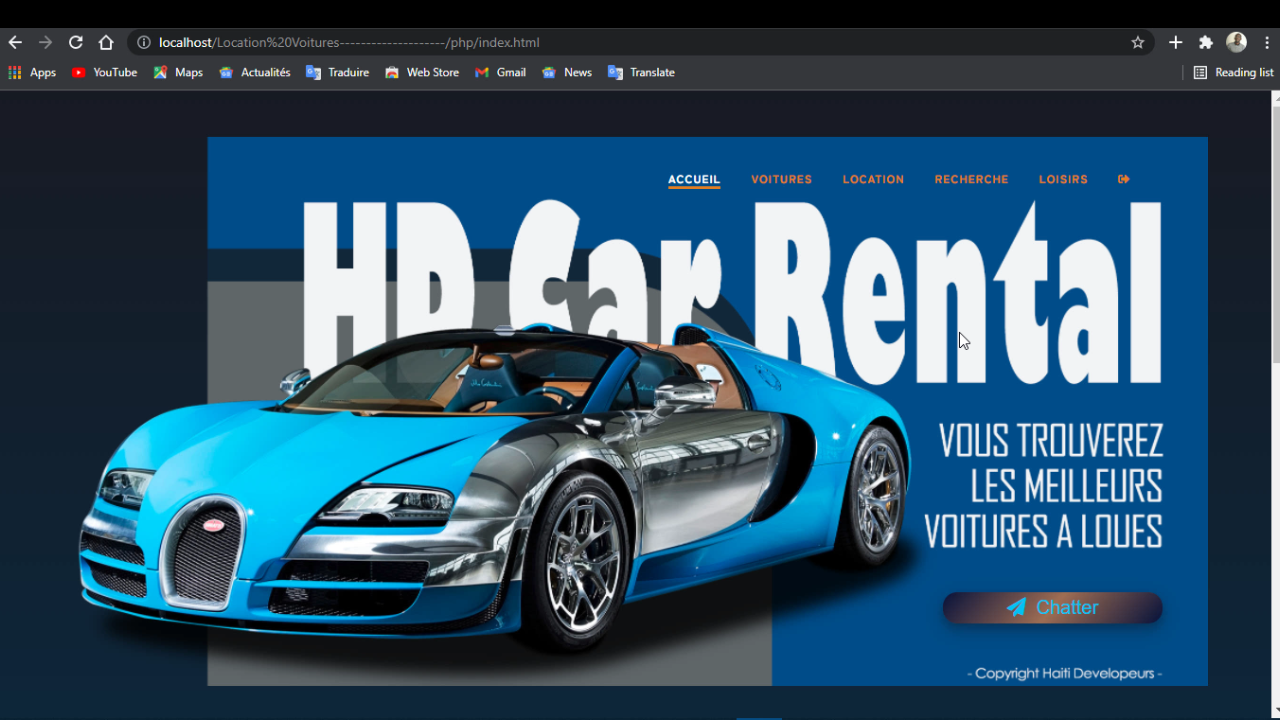 localhost/Location%20Voitures--------------------/php/index.html
Apps YouTube Maps Actualités Traduire Web Store Gmail News Translate Reading list
ACCUEIL VOITURES LOCATION RECHERCHE LOISIRS
HD Car Rental
VOUS TROUVEREZ
LES MEILLEURS
VOITURES A LOUES
Chatter
- Copyright Haiti Developeurs -